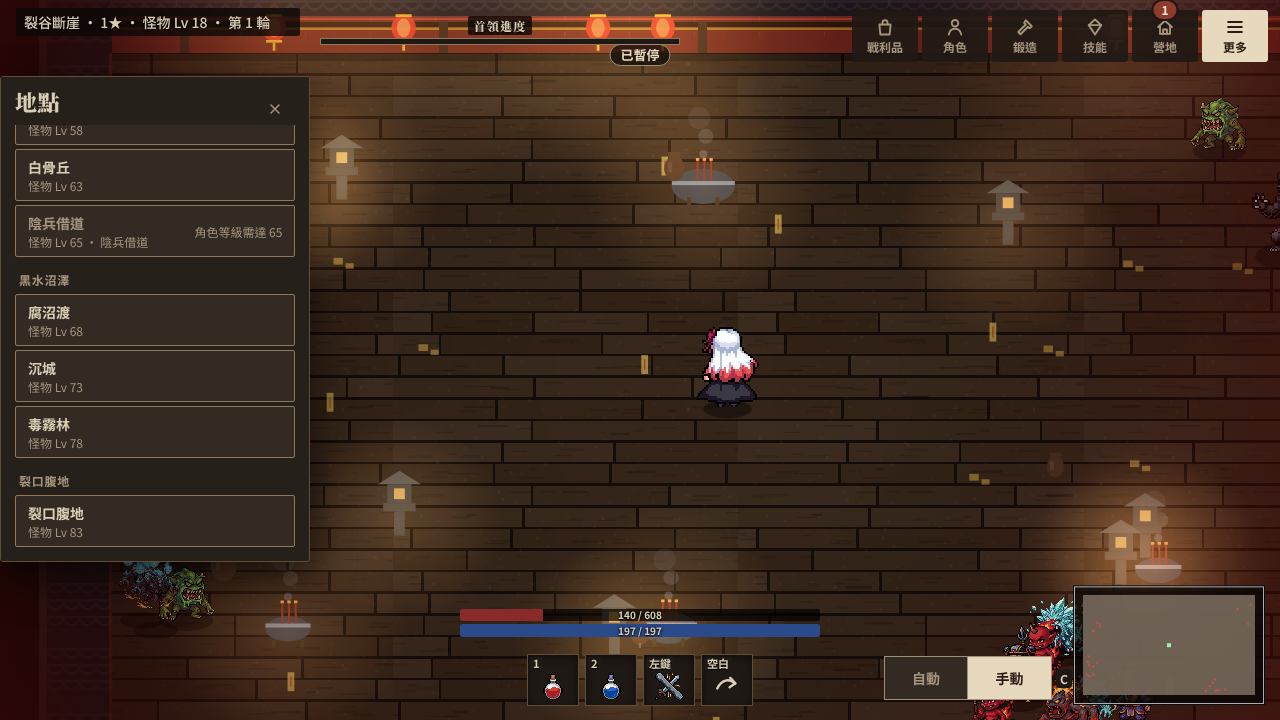 裂谷斷崖 · 1★ · 怪物 Lv 18 · 第 1 輪
首領進度
已暫停
戰利品
角色
鍛造
技能
1
營地
更多
地點
怪物 Lv 58
白骨丘
怪物 Lv 63
陰兵借道
怪物 Lv 65 · 陰兵借道
角色等級需達 65
黑水沼澤
腐沼渡
怪物 Lv 68
沉城
怪物 Lv 73
毒霧林
怪物 Lv 78
裂口腹地
裂口腹地
怪物 Lv 83
140 / 608
197 / 197
1
2
左鍵
空白
自動
手動
C